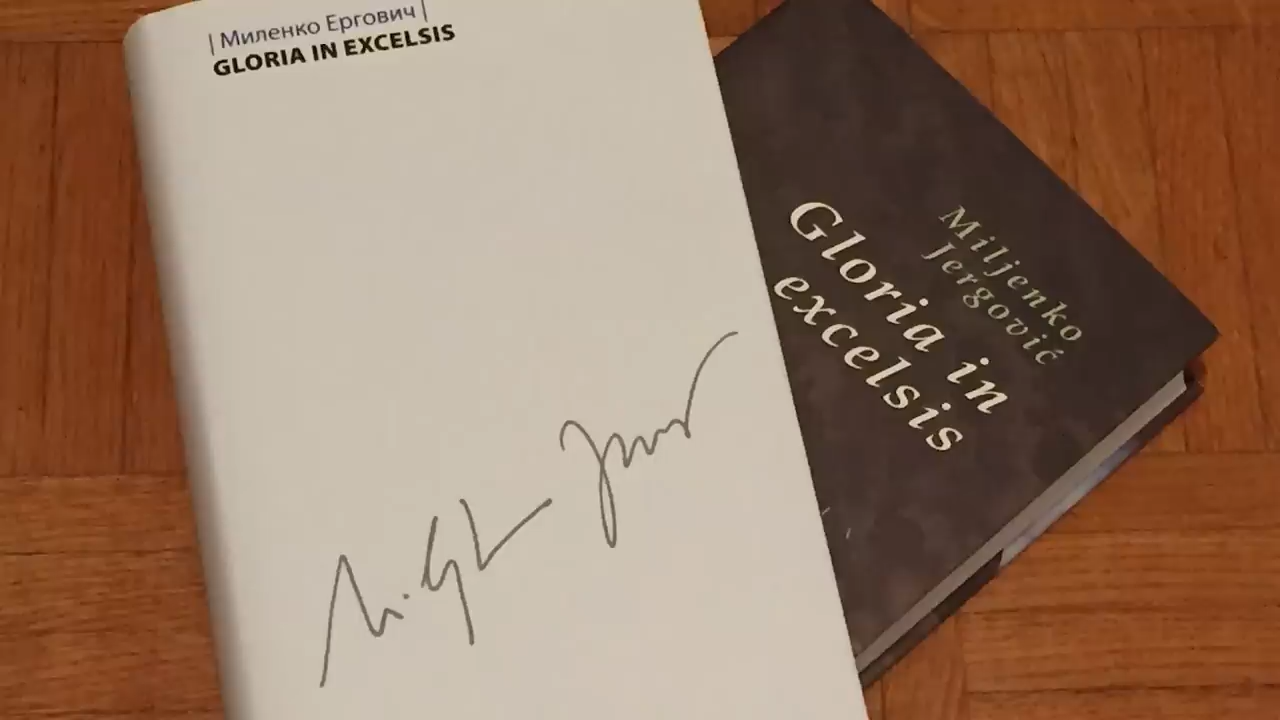 | Миленко Ергович |
GLORIA IN EXCELSIS
Miljenko
Jergović
Gloria in
excelsis